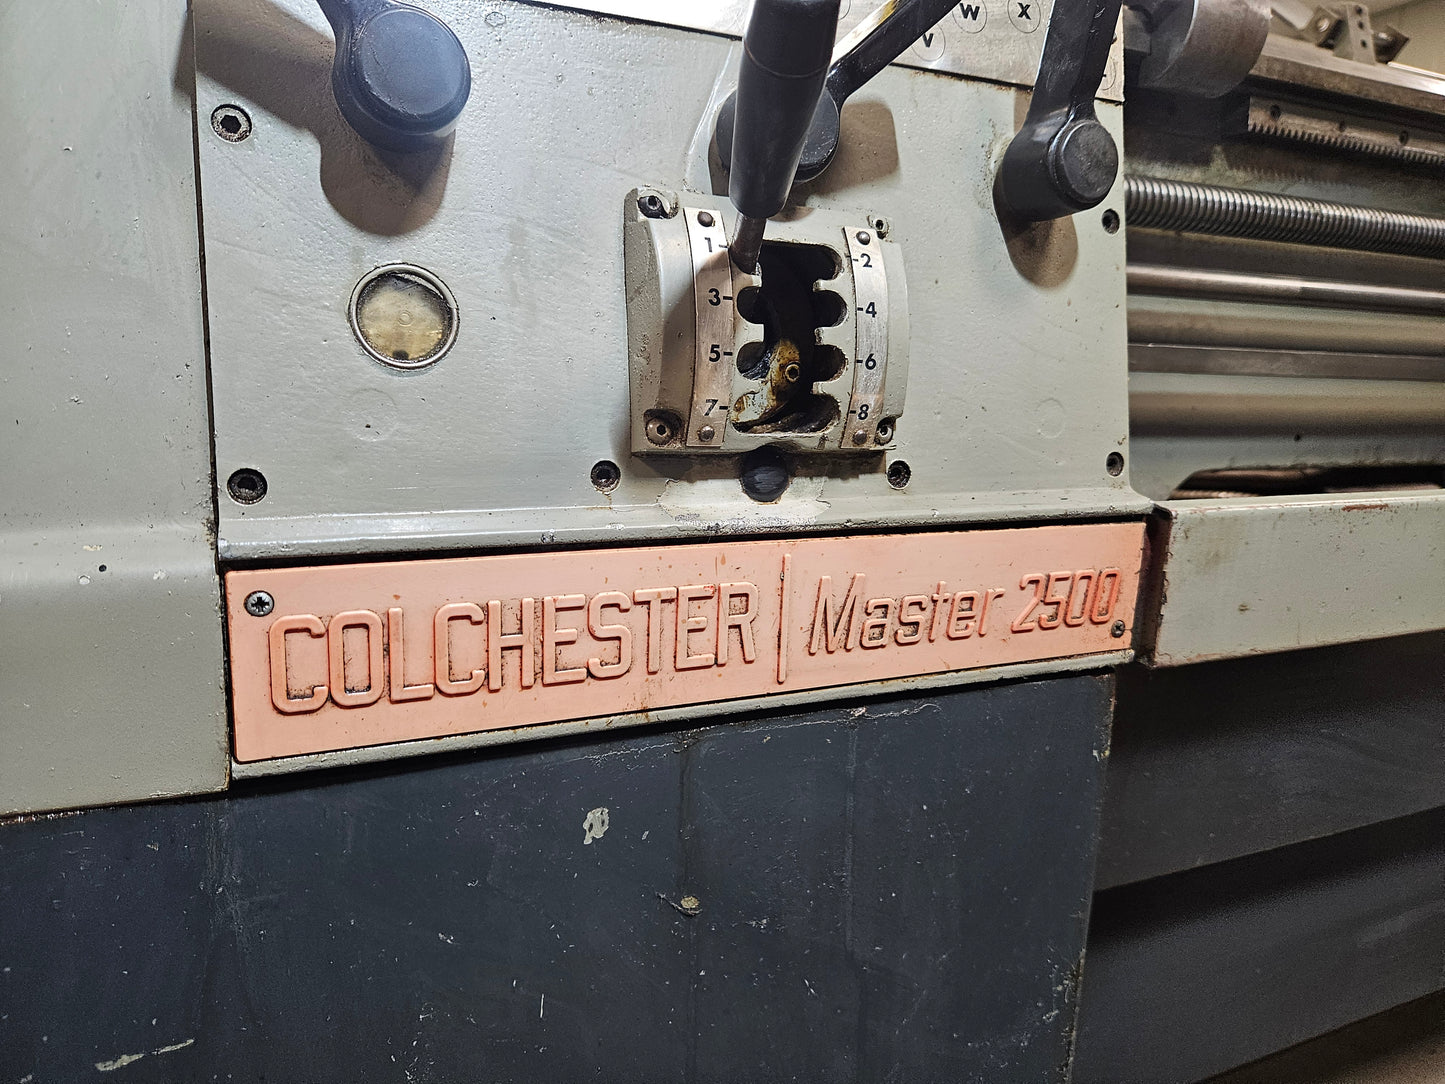 V W X
1 2
3 4
5 6
7 8
COLCHESTER | Master 2500